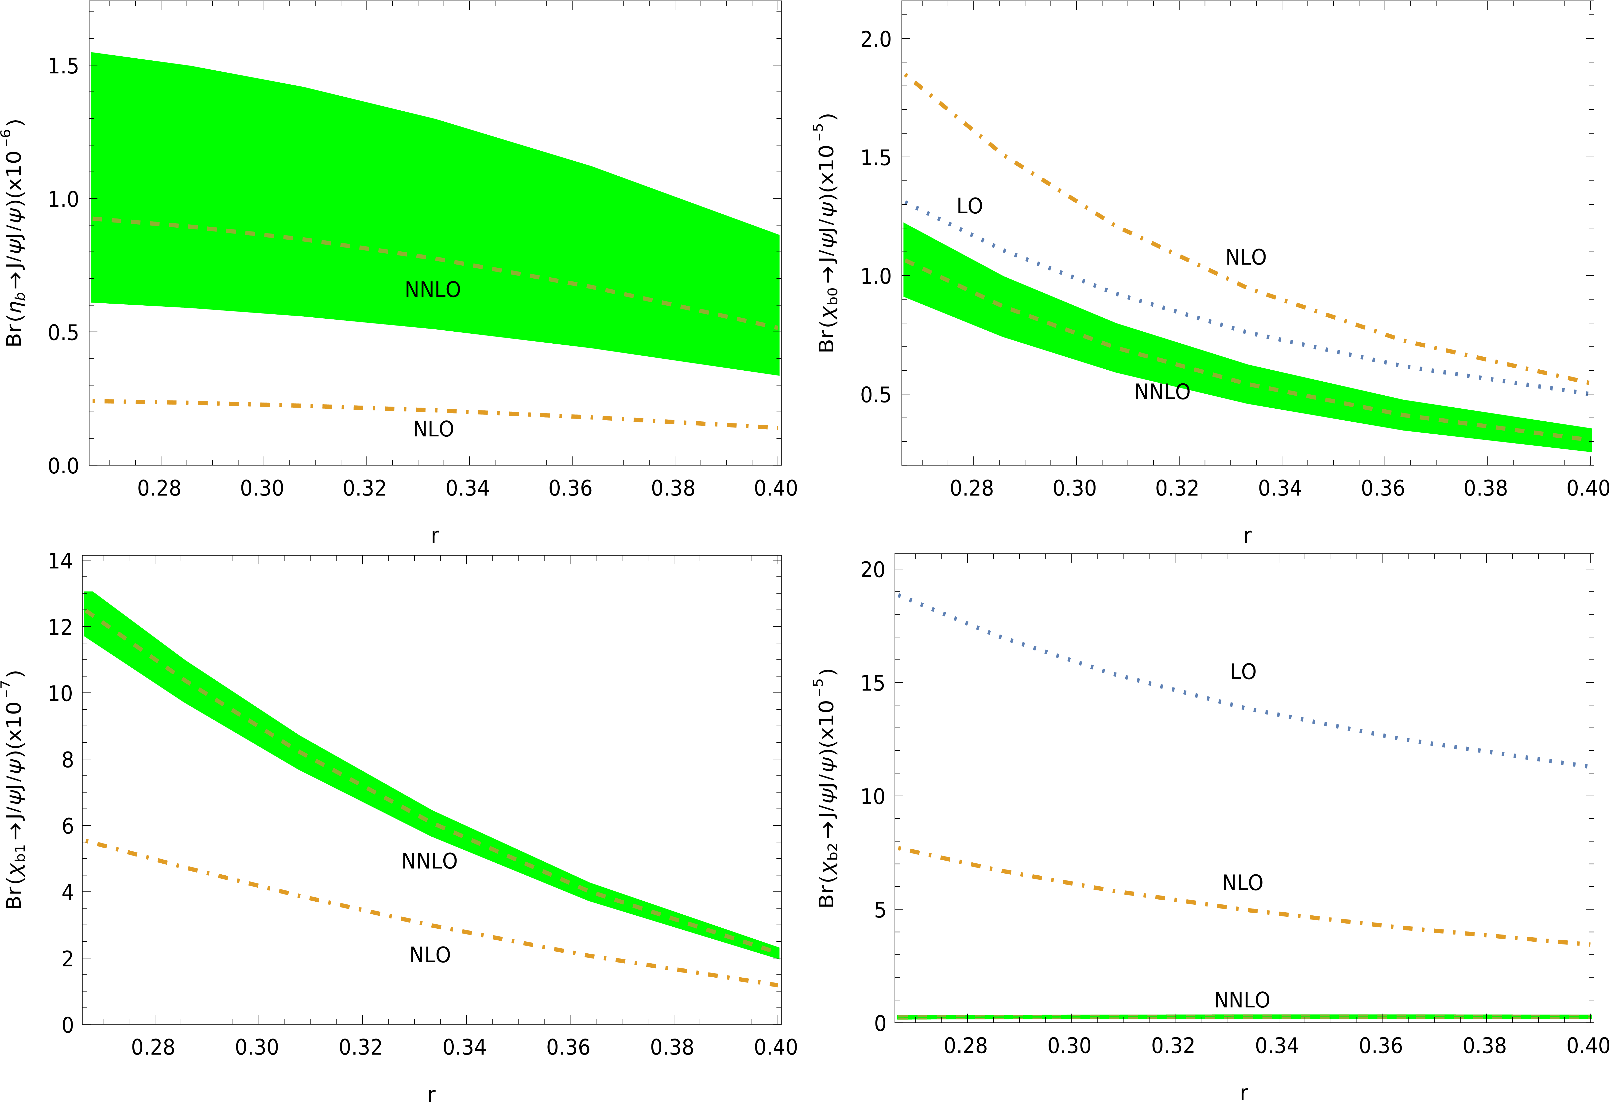 Br(η_b→J/ψJ/ψ)(×10⁻⁶)
1.5
1.0
0.5
0.0
NNLO
NLO
0.28 0.30 0.32 0.34 0.36 0.38 0.40
r
Br(χ_b0→J/ψJ/ψ)(×10⁻⁵)
2.0
1.5
1.0
0.5
LO
NLO
NNLO
0.28 0.30 0.32 0.34 0.36 0.38 0.40
r
Br(χ_b1→J/ψJ/ψ)(×10⁻⁷)
14
12
10
8
6
4
2
0
NNLO
NLO
0.28 0.30 0.32 0.34 0.36 0.38 0.40
r
Br(χ_b2→J/ψJ/ψ)(×10⁻⁵)
20
15
10
5
0
LO
NLO
NNLO
0.28 0.30 0.32 0.34 0.36 0.38 0.40
r